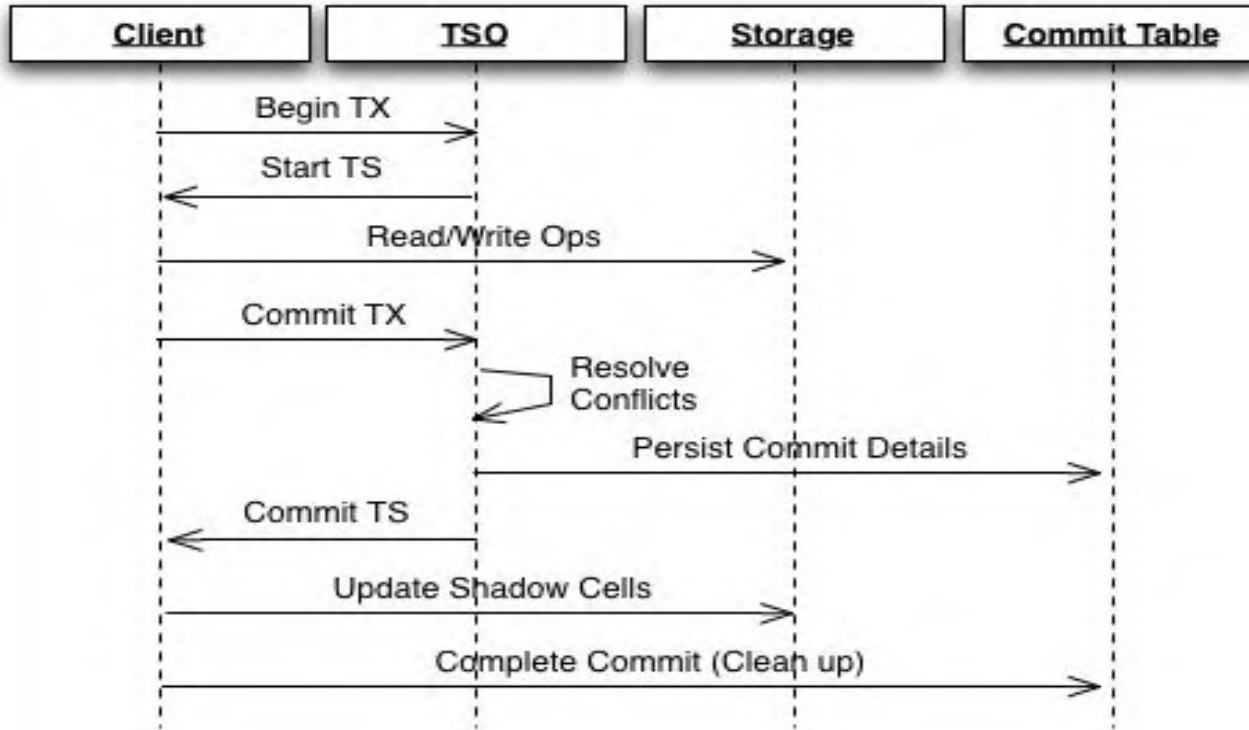 Client
TSO
Storage
Commit Table
Begin TX
Start TS
Read/Write Ops
Commit TX
Resolve
Conflicts
Persist Commit Details
Commit TS
Update Shadow Cells
Complete Commit (Clean up)